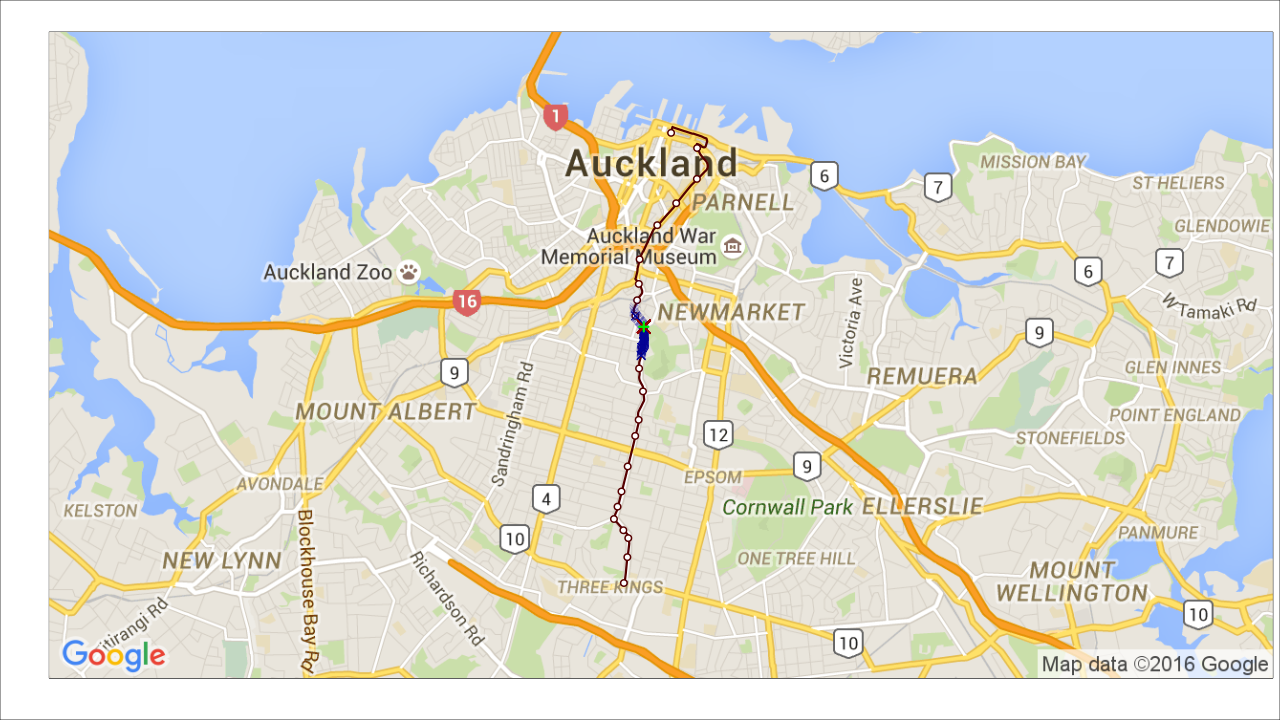 1
Auckland
6
7
MISSION BAY
ST HELIERS
PARNELL
GLENDOWIE
Auckland War
Memorial Museum
Auckland Zoo
6
7
16
NEWMARKET
W Tamaki Rd
Victoria Ave
9
9
REMUERA
GLEN INNES
Sandringham Rd
MOUNT ALBERT
POINT ENGLAND
12
STONEFIELDS
9
EPSOM
AVONDALE
4
KELSTON
Cornwall Park
ELLERSLIE
10
PANMURE
Blockhouse Bay Rd
NEW LYNN
ONE TREE HILL
MOUNT
WELLINGTON
Richardson Rd
THREE KINGS
10
10
Google
Map data ©2016 Google